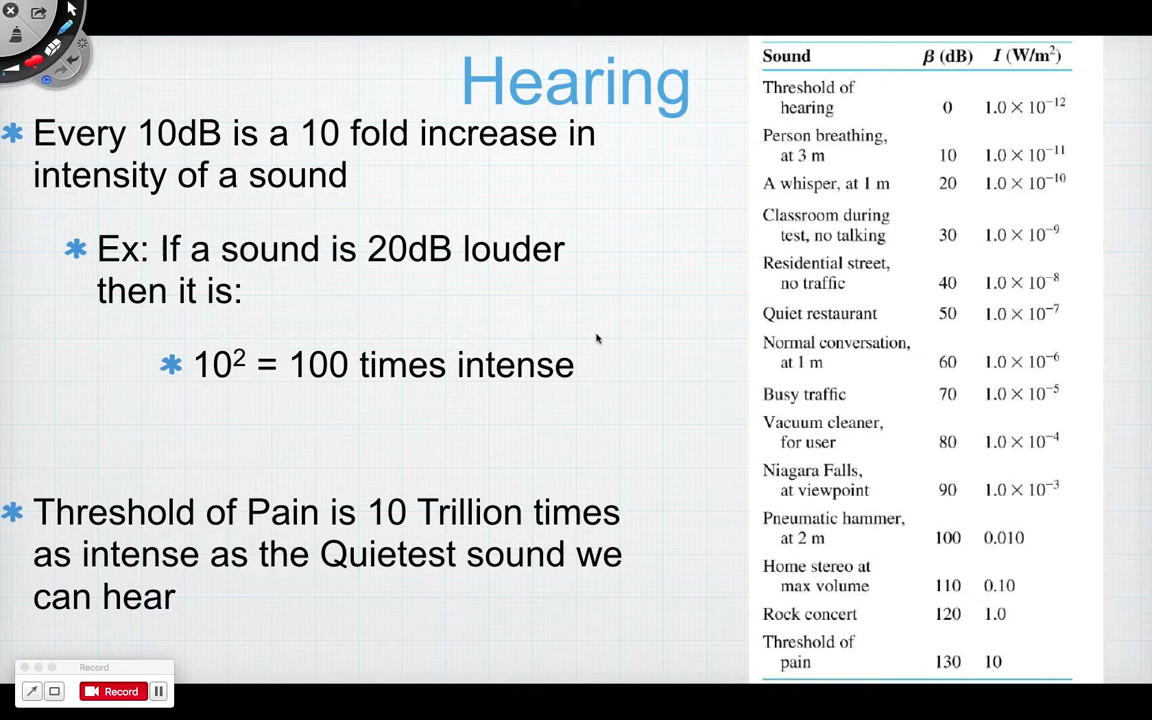 Hearing
* Every 10dB is a 10 fold increase in
intensity of a sound
* Ex: If a sound is 20dB louder
then it is:
* 10² = 100 times intense
* Threshold of Pain is 10 Trillion times
as intense as the Quietest sound we
can hear
Sound β (dB) I (W/m²)
Threshold of
hearing 0 1.0 × 10⁻¹²
Person breathing,
at 3 m 10 1.0 × 10⁻¹¹
A whisper, at 1 m 20 1.0 × 10⁻¹⁰
Classroom during
test, no talking 30 1.0 × 10⁻⁹
Residential street,
no traffic 40 1.0 × 10⁻⁸
Quiet restaurant 50 1.0 × 10⁻⁷
Normal conversation,
at 1 m 60 1.0 × 10⁻⁶
Busy traffic 70 1.0 × 10⁻⁵
Vacuum cleaner,
for user 80 1.0 × 10⁻⁴
Niagara Falls,
at viewpoint 90 1.0 × 10⁻³
Pneumatic hammer,
at 2 m 100 0.010
Home stereo at
max volume 110 0.10
Rock concert 120 1.0
Threshold of
pain 130 10
Record
Record